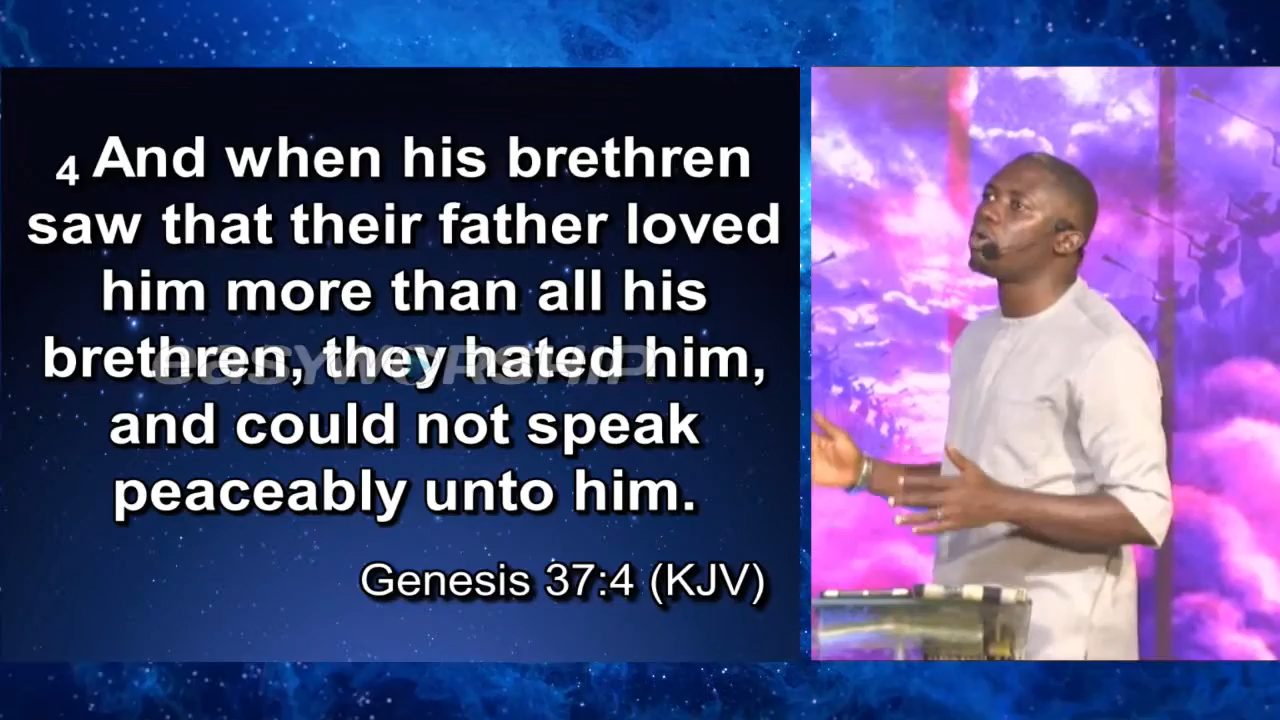 4 And when his brethren
saw that their father loved
him more than all his
brethren, they hated him,
and could not speak
peaceably unto him.
Genesis 37:4 (KJV)
easyworship